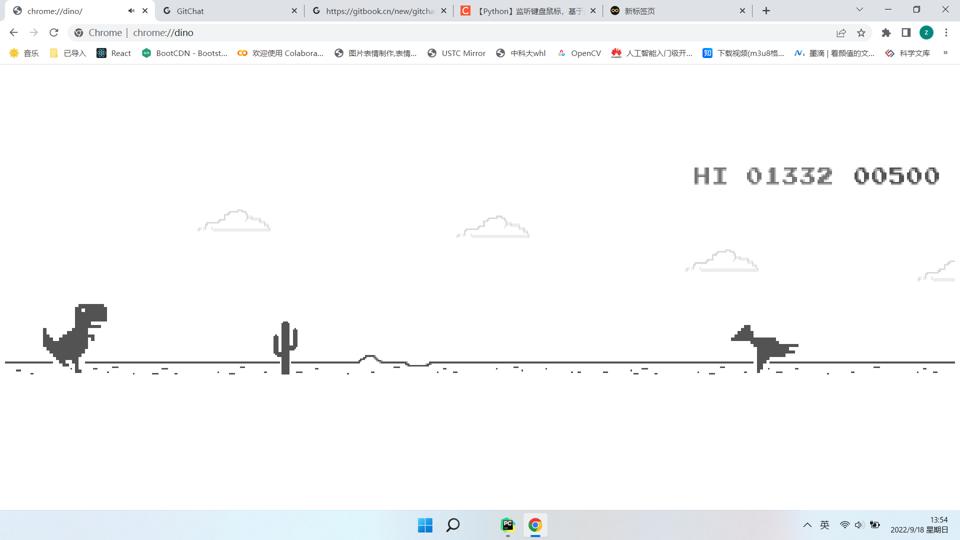 chrome://dino/
GitChat
https://gitbook.cn/new/gitcha
【Python】监听键盘鼠标，基于
新标签页
Chrome | chrome://dino
音乐
已导入
React
BootCDN - Bootst...
欢迎使用 Colabora...
图片表情制作,表情...
USTC Mirror
中科大whl
OpenCV
人工智能入门级开...
下载视频(m3u8格...
墨滴 | 看颜值的文...
科学文库
»
HI 01332 00500
英
13:54
2022/9/18 星期日